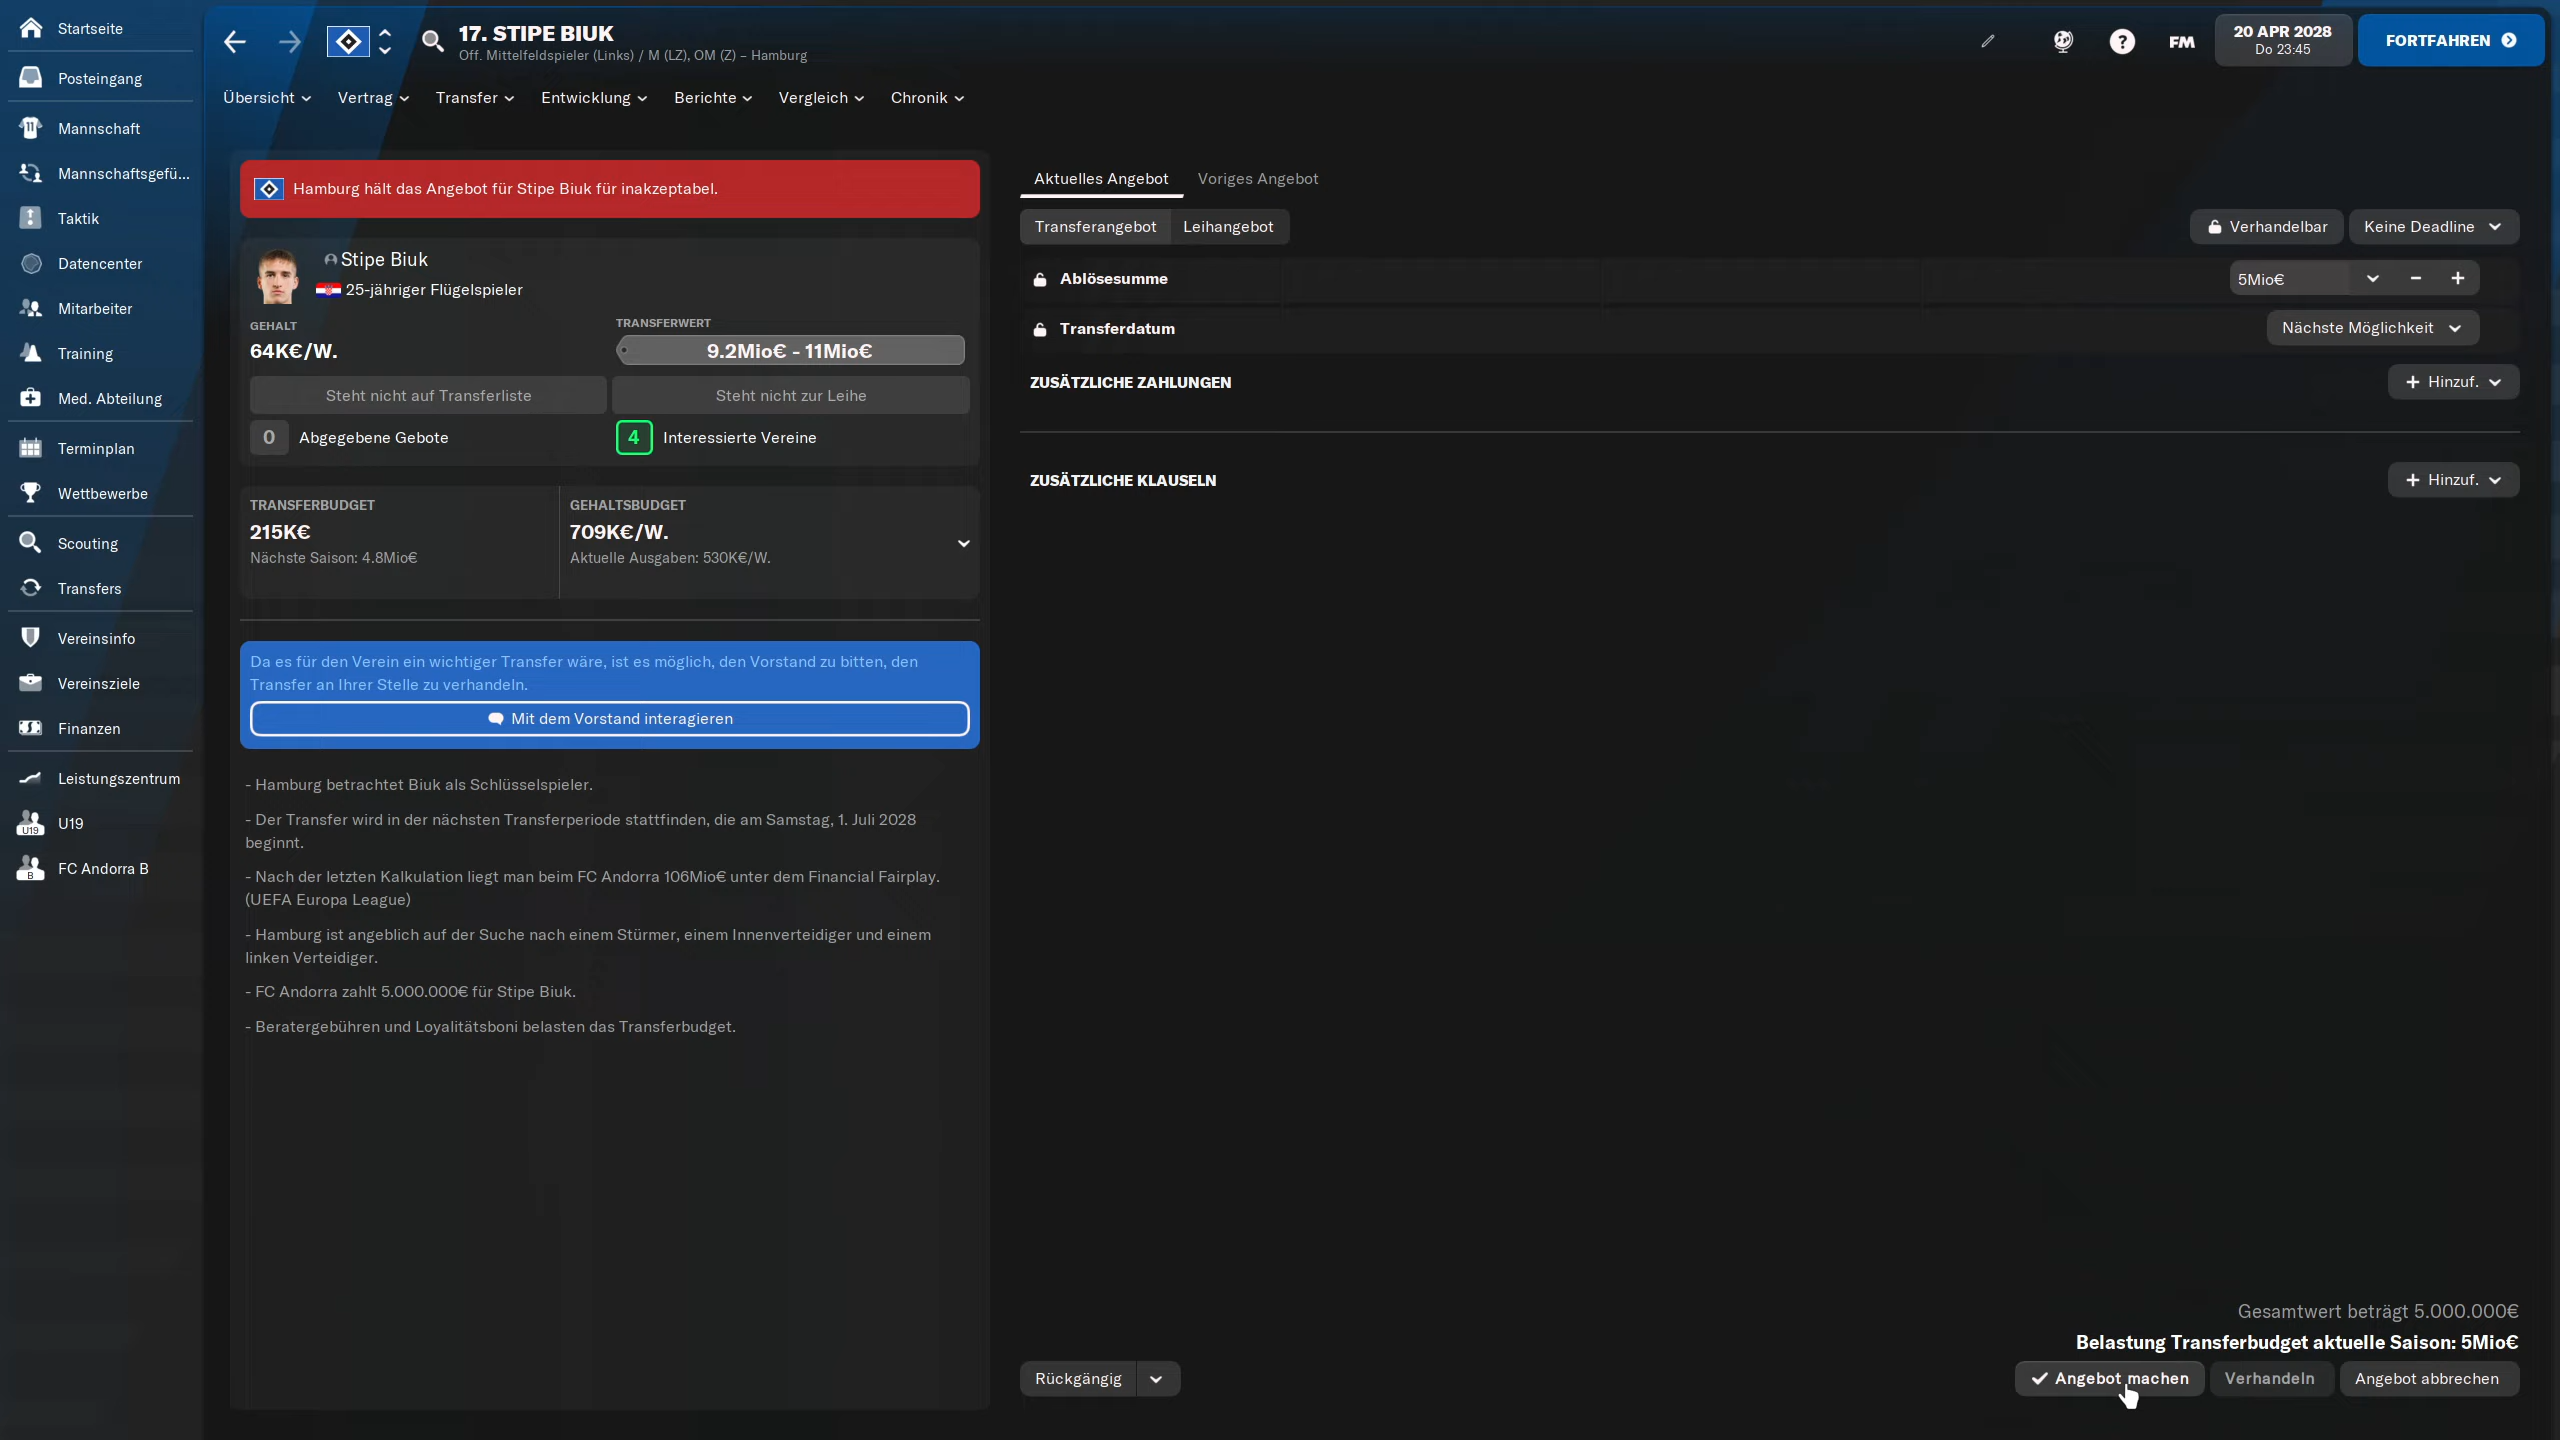 Startseite
Posteingang
Mannschaft
Mannschaftsgefü...
Taktik
Datencenter
Mitarbeiter
Training
Med. Abteilung
Terminplan
Wettbewerbe
Scouting
Transfers
Vereinsinfo
Vereinsziele
Finanzen
Leistungszentrum
U19
U19
B
FC Andorra B
17. STIPE BIUK
Off. Mittelfeldspieler (Links) / M (LZ), OM (Z) - Hamburg
?
FM
20 APR 2028
Do 23:45
FORTFAHREN
Übersicht
Vertrag
Transfer
Entwicklung
Berichte
Vergleich
Chronik
Hamburg hält das Angebot für Stipe Biuk für inakzeptabel.
Stipe Biuk
25-jähriger Flügelspieler
GEHALT
64K€/W.
TRANSFERWERT
9.2Mio€ - 11Mio€
Steht nicht auf Transferliste
Steht nicht zur Leihe
0 Abgegebene Gebote
4 Interessierte Vereine
TRANSFERBUDGET
215K€
Nächste Saison: 4.8Mio€
GEHALTSBUDGET
709K€/W.
Aktuelle Ausgaben: 530K€/W.
Da es für den Verein ein wichtiger Transfer wäre, ist es möglich, den Vorstand zu bitten, den
Transfer an Ihrer Stelle zu verhandeln.
Mit dem Vorstand interagieren
- Hamburg betrachtet Biuk als Schlüsselspieler.
- Der Transfer wird in der nächsten Transferperiode stattfinden, die am Samstag, 1. Juli 2028
beginnt.
- Nach der letzten Kalkulation liegt man beim FC Andorra 106Mio€ unter dem Financial Fairplay.
(UEFA Europa League)
- Hamburg ist angeblich auf der Suche nach einem Stürmer, einem Innenverteidiger und einem
linken Verteidiger.
- FC Andorra zahlt 5.000.000€ für Stipe Biuk.
- Beratergebühren und Loyalitätsboni belasten das Transferbudget.
Aktuelles Angebot
Voriges Angebot
Transferangebot
Leihangebot
Verhandelbar
Keine Deadline
Ablösesumme
5Mio€
Transferdatum
Nächste Möglichkeit
ZUSÄTZLICHE ZAHLUNGEN
+ Hinzuf.
ZUSÄTZLICHE KLAUSELN
+ Hinzuf.
Gesamtwert beträgt 5.000.000€
Belastung Transferbudget aktuelle Saison: 5Mio€
Rückgängig
Angebot machen
Verhandeln
Angebot abbrechen